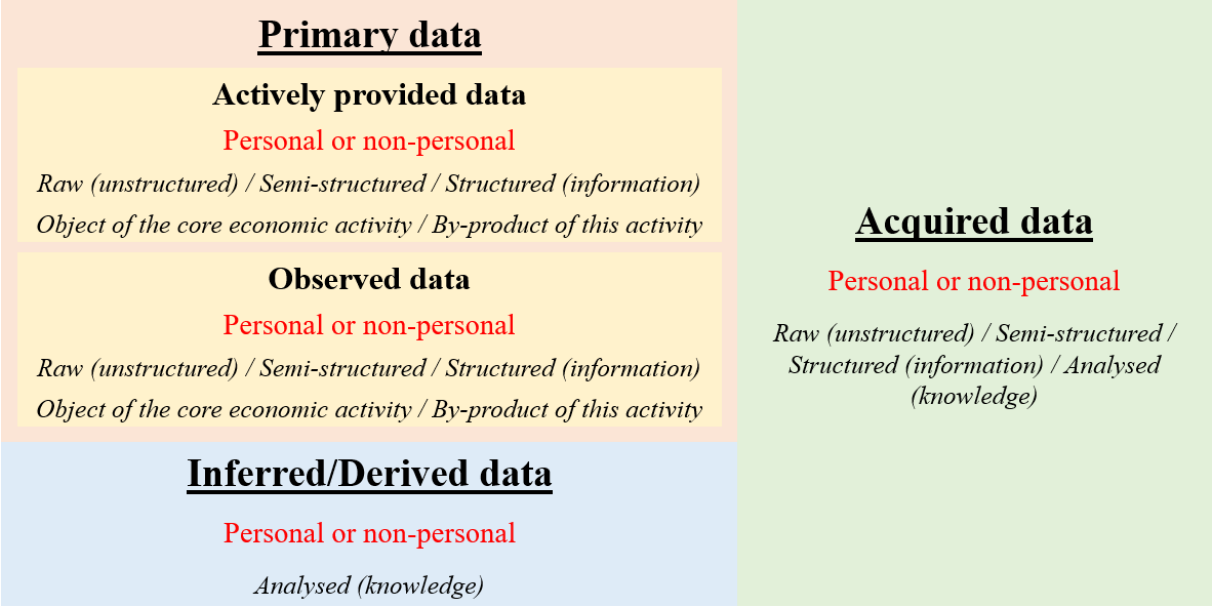 Primary data
Actively provided data
Personal or non-personal
Raw (unstructured) / Semi-structured / Structured (information)
Object of the core economic activity / By-product of this activity
Observed data
Personal or non-personal
Raw (unstructured) / Semi-structured / Structured (information)
Object of the core economic activity / By-product of this activity
Inferred/Derived data
Personal or non-personal
Analysed (knowledge)
Acquired data
Personal or non-personal
Raw (unstructured) / Semi-structured /
Structured (information) / Analysed
(knowledge)